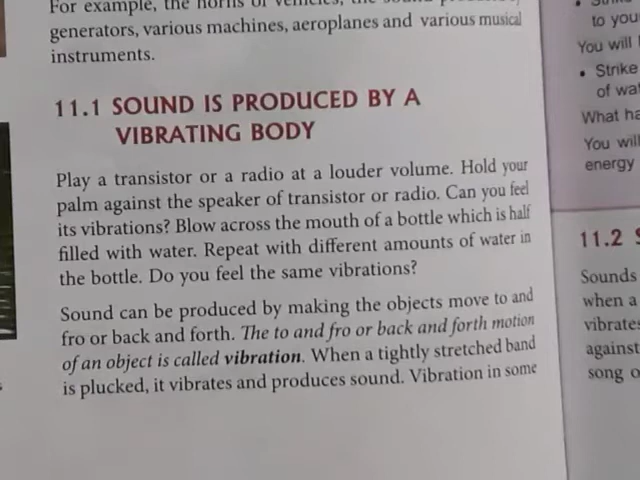 For example, the horns of vehicles, the sound
generators, various machines, aeroplanes and various musical
instruments.
11.1 SOUND IS PRODUCED BY A
VIBRATING BODY
Play a transistor or a radio at a louder volume. Hold your
palm against the speaker of transistor or radio. Can you feel
its vibrations? Blow across the mouth of a bottle which is half
filled with water. Repeat with different amounts of water in
the bottle. Do you feel the same vibrations?
Sound can be produced by making the objects move to and
fro or back and forth. The to and fro or back and forth motion
of an object is called vibration. When a tightly stretched band
is plucked, it vibrates and produces sound. Vibration in some
to you
You will
• Strike
of wa
What ha
You will
energy
11.2
Sounds
when a
vibrates
against
song o